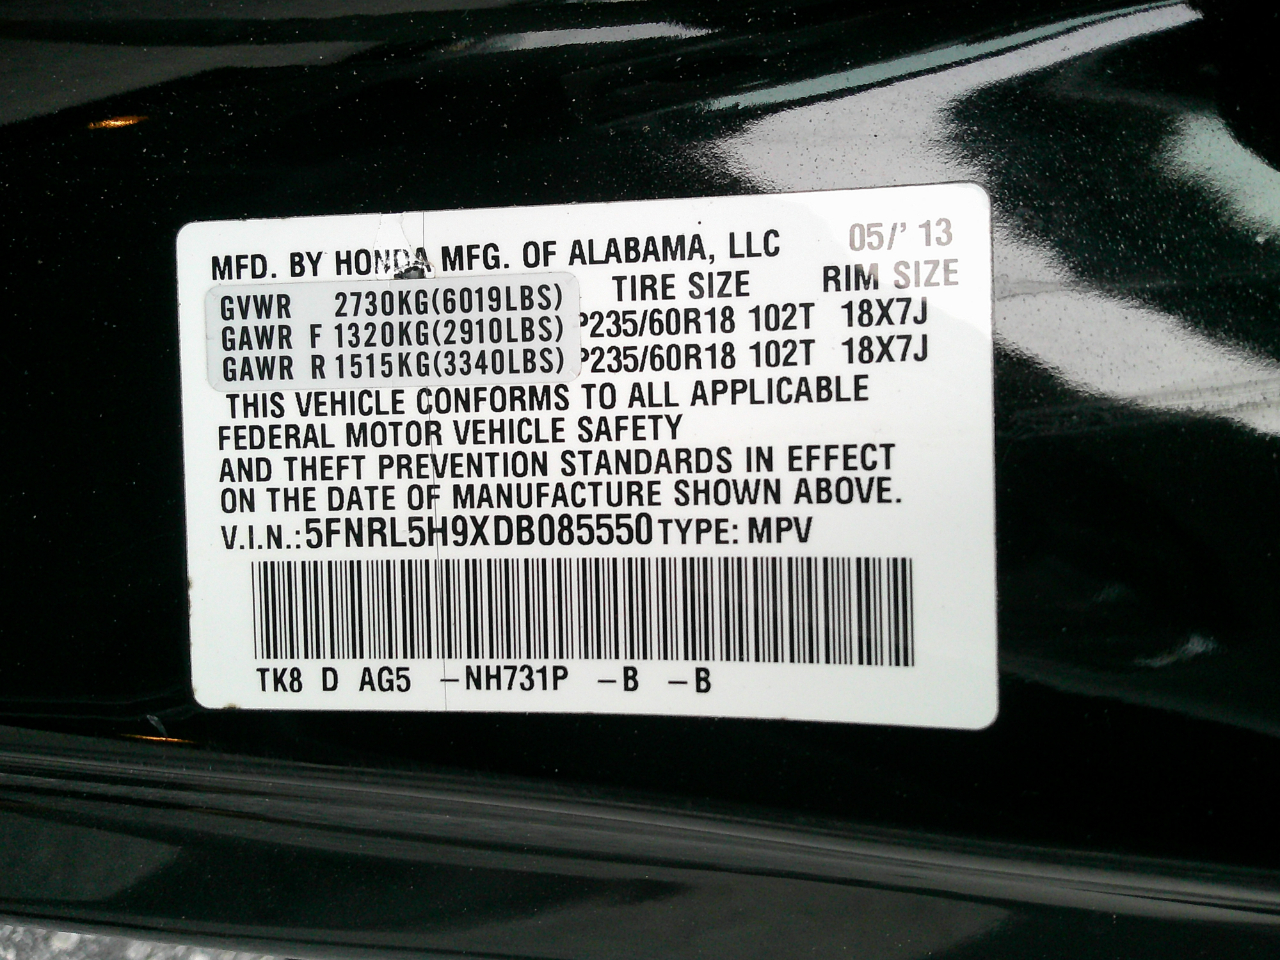 MFD. BY HONDA MFG. OF ALABAMA, LLC 05/' 13
TIRE SIZE RIM SIZE
GVWR 2730KG(6019LBS)
GAWR F 1320KG(2910LBS) P235/60R18 102T 18X7J
GAWR R 1515KG(3340LBS) P235/60R18 102T 18X7J
THIS VEHICLE CONFORMS TO ALL APPLICABLE
FEDERAL MOTOR VEHICLE SAFETY
AND THEFT PREVENTION STANDARDS IN EFFECT
ON THE DATE OF MANUFACTURE SHOWN ABOVE.
V.I.N.:5FNRL5H9XDB085550 TYPE: MPV
TK8 D AG5 -NH731P -B -B